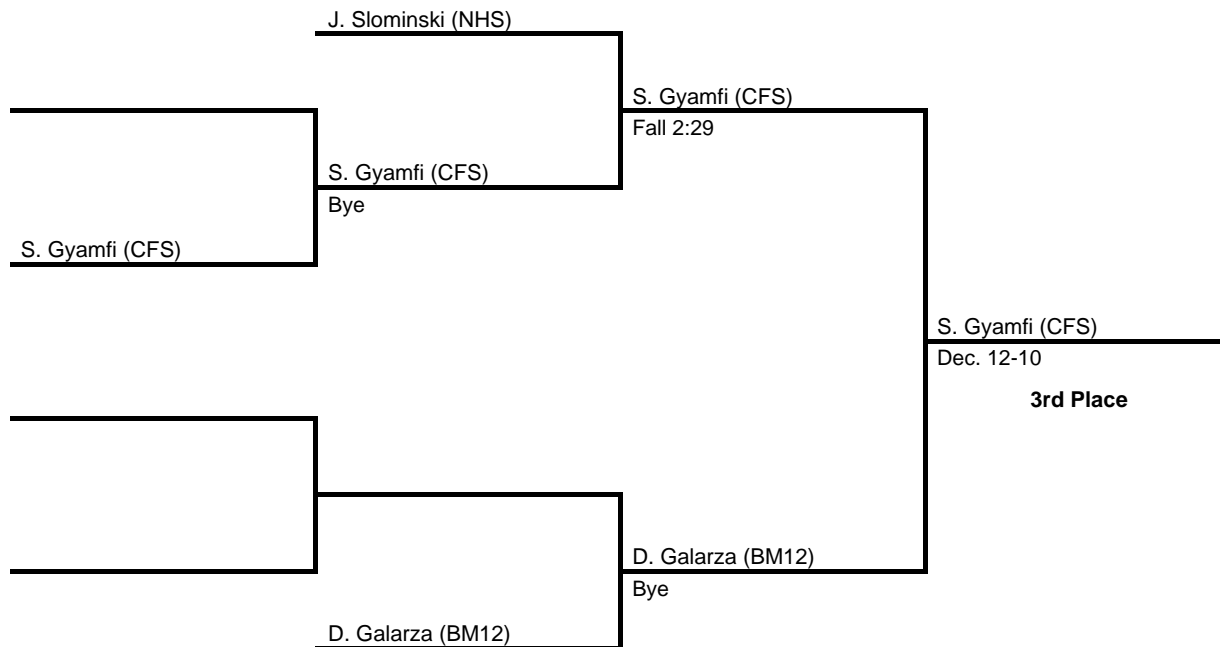 J. Slominski (NHS)
S. Gyamfi (CFS)
Fall 2:29
S. Gyamfi (CFS)
Bye
S. Gyamfi (CFS)
S. Gyamfi (CFS)
Dec. 12-10
3rd Place
D. Galarza (BM12)
Bye
D. Galarza (BM12)